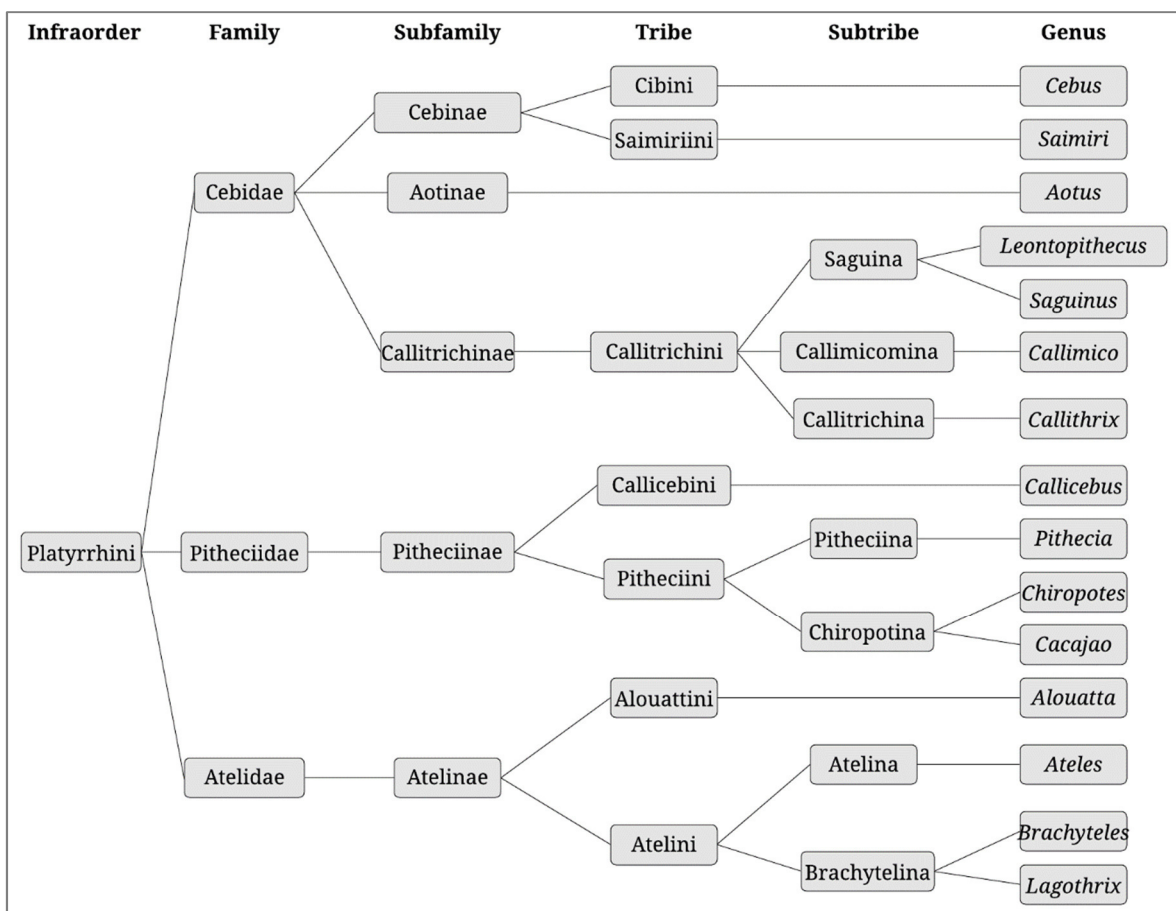 Infraorder Family Subfamily Tribe Subtribe Genus
Cibini Cebus
Cebinae
Saimiriini Saimiri
Cebidae Aotinae Aotus
Leontopithecus
Saguina
Saguinus
Callitrichinae Callitrichini Callimicomina Callimico
Callitrichina Callithrix
Callicebini Callicebus
Platyrrhini Pitheciidae Pitheciinae Pitheciina Pithecia
Pitheciini
Chiropotes
Chiropotina
Cacajao
Alouattini Alouatta
Atelidae Atelinae Atelina Ateles
Atelini Brachyteles
Brachytelina
Lagothrix